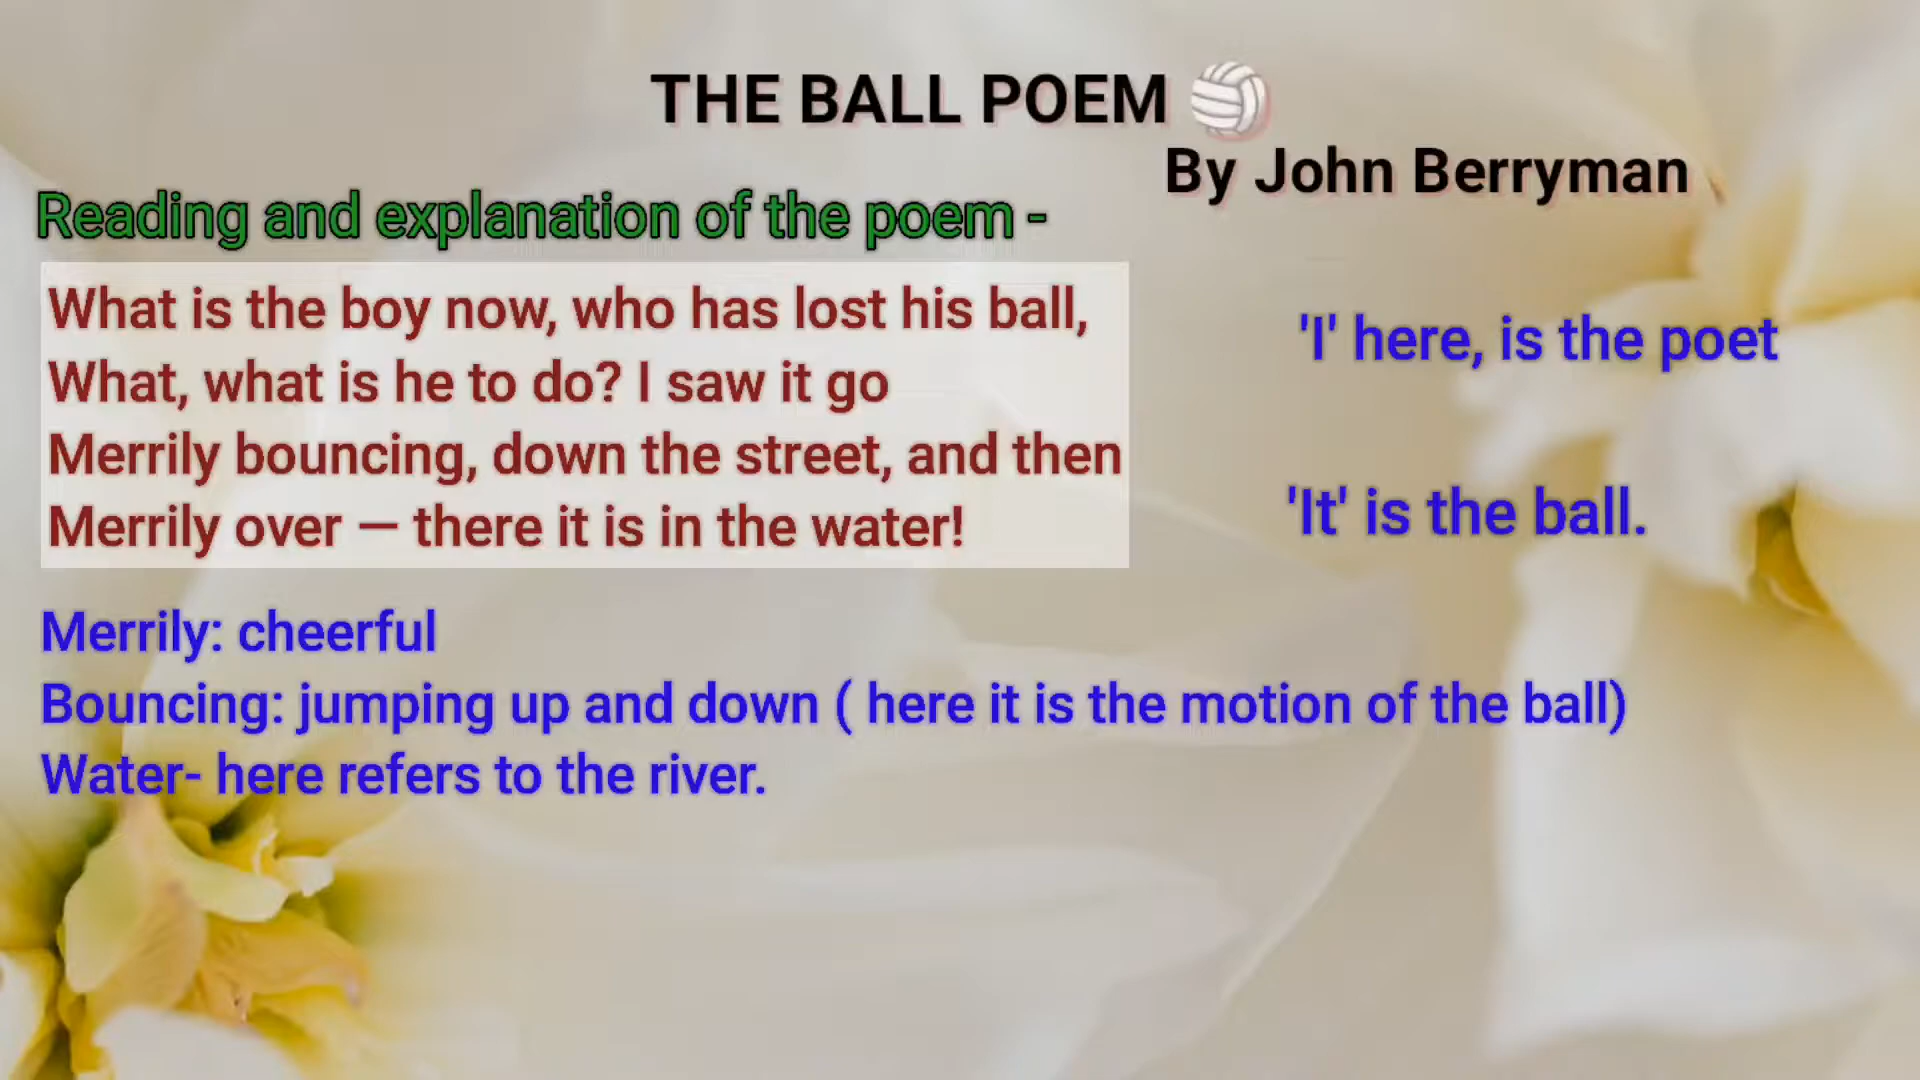 THE BALL POEM
By John Berryman
Reading and explanation of the poem -
What is the boy now, who has lost his ball,
What, what is he to do? I saw it go
Merrily bouncing, down the street, and then
Merrily over — there it is in the water!
'I' here, is the poet
'It' is the ball.
Merrily: cheerful
Bouncing: jumping up and down ( here it is the motion of the ball)
Water- here refers to the river.